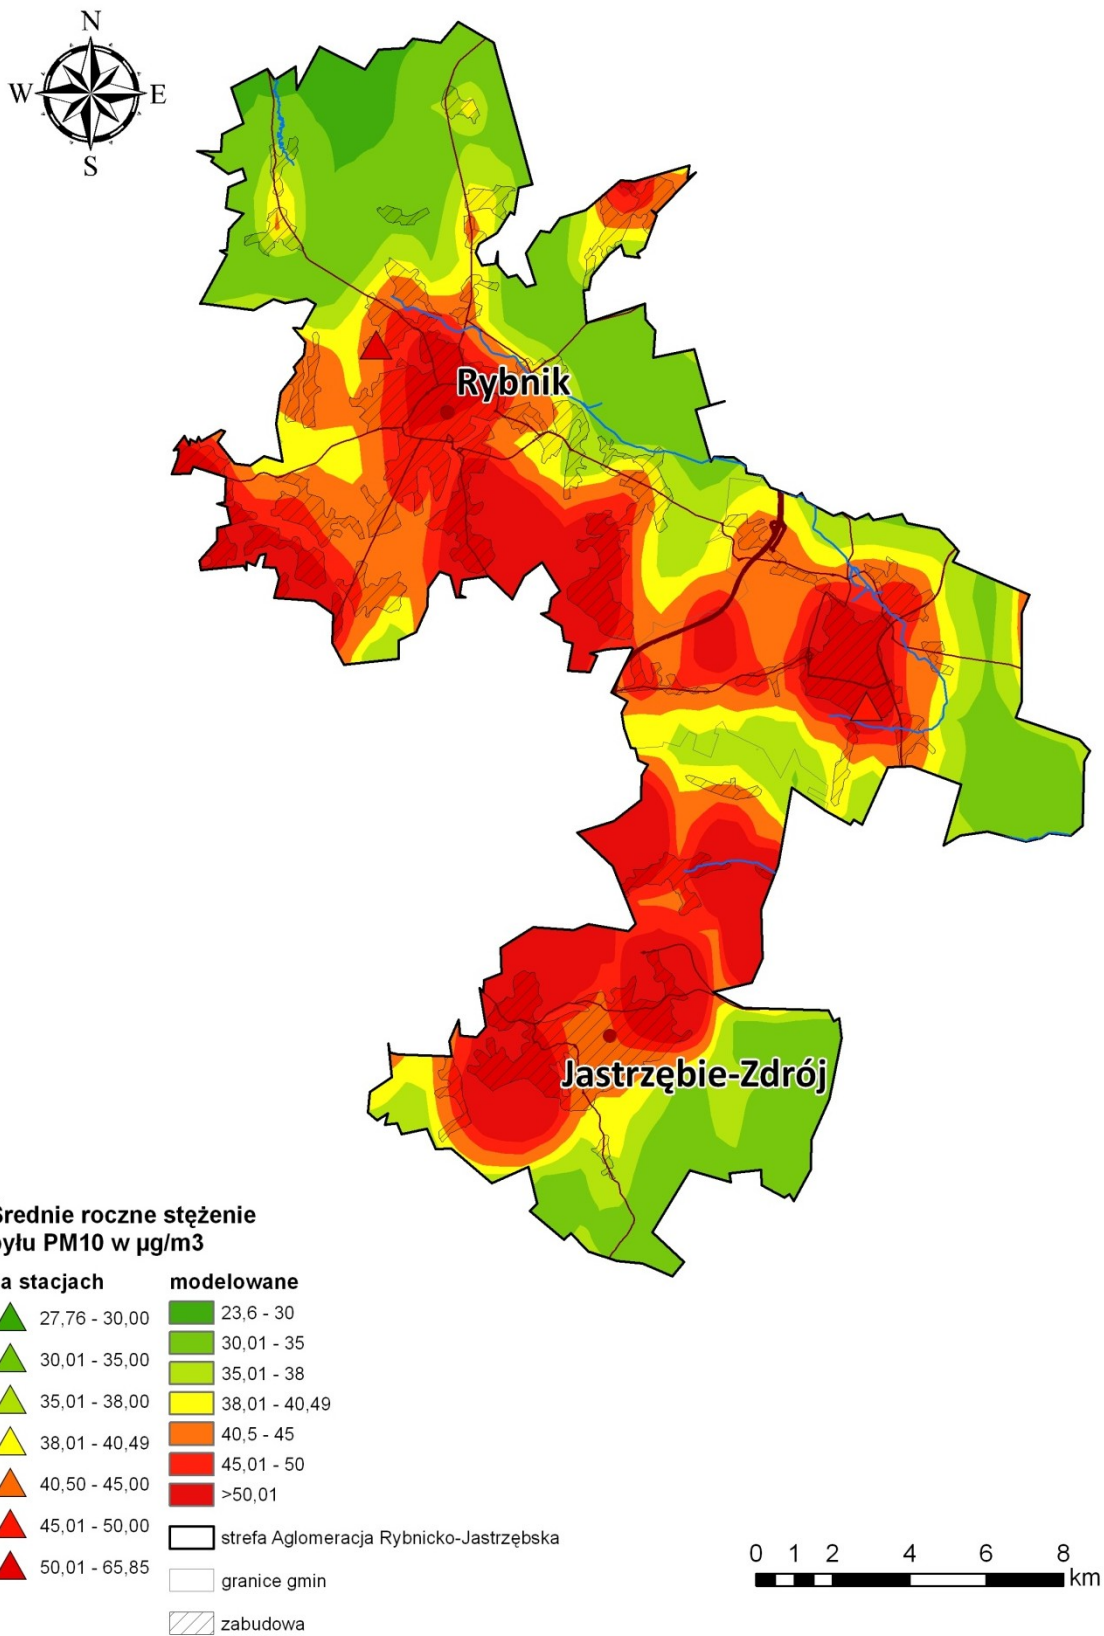 N
W E
S
Rybnik
Jastrzębie-Zdrój
Średnie roczne stężenie
pyłu PM10 w µg/m3
a stacjach modelowane
27,76 - 30,00 23,6 - 30
30,01 - 35,00 30,01 - 35
35,01 - 38,00 35,01 - 38
38,01 - 40,49 38,01 - 40,49
40,50 - 45,00 40,5 - 45
45,01 - 50,00 45,01 - 50
50,01 - 65,85 >50,01
strefa Aglomeracja Rybnicko-Jastrzębska
granice gmin
zabudowa
0 1 2 4 6 8
km